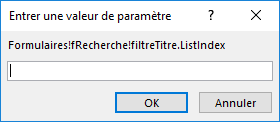 Entrer une valeur de paramètre ? ×
Formulaires!fRecherche!filtreTitre.ListIndex
OK Annuler